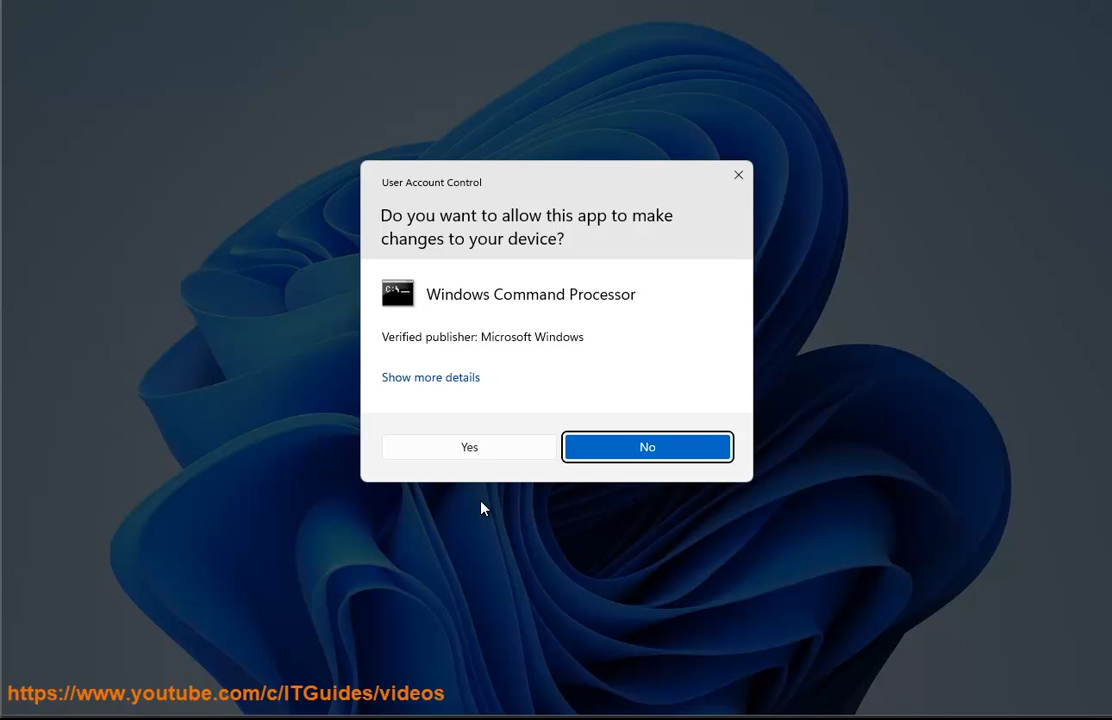 User Account Control
Do you want to allow this app to make
changes to your device?
C:\_
Windows Command Processor
Verified publisher: Microsoft Windows
Show more details
Yes
No
https://www.youtube.com/c/ITGuides/videos